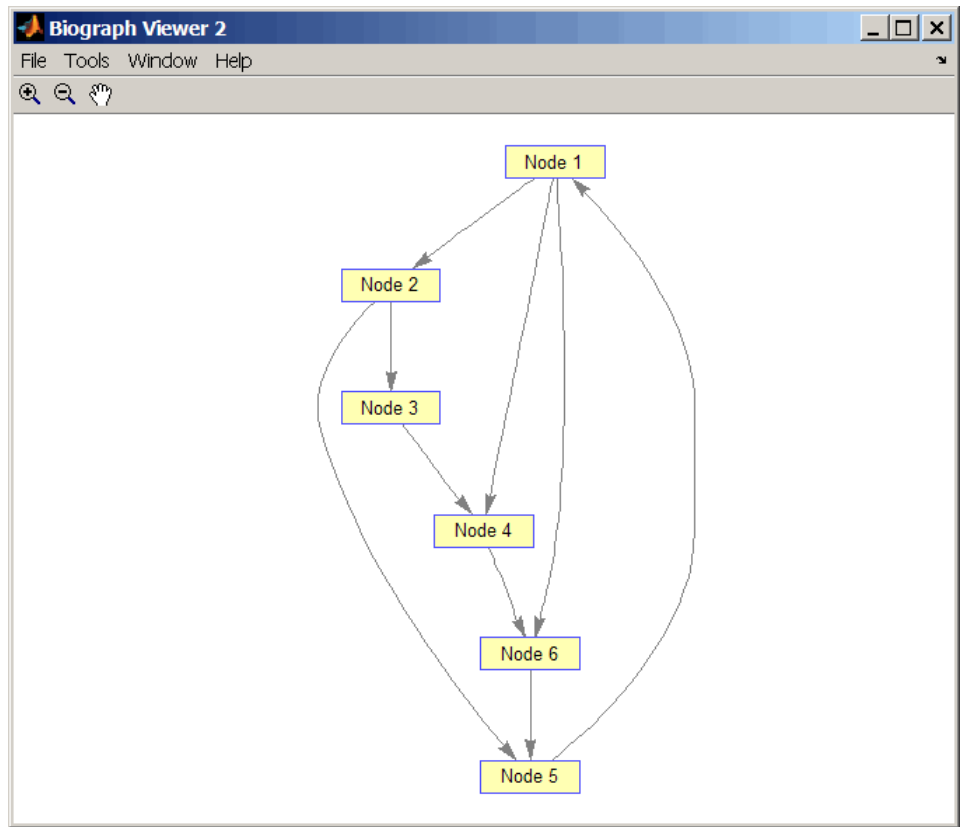 Biograph Viewer 2
File Tools Window Help
Node 1
Node 2
Node 3
Node 4
Node 6
Node 5